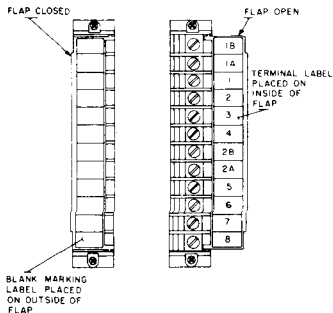 FLAP CLOSED
FLAP OPEN
1B
1A
1
2
3
4
2B
2A
5
6
7
8
TERMINAL LABEL
PLACED ON
INSIDE OF
FLAP
BLANK MARKING
LABEL PLACED
ON OUTSIDE OF
FLAP